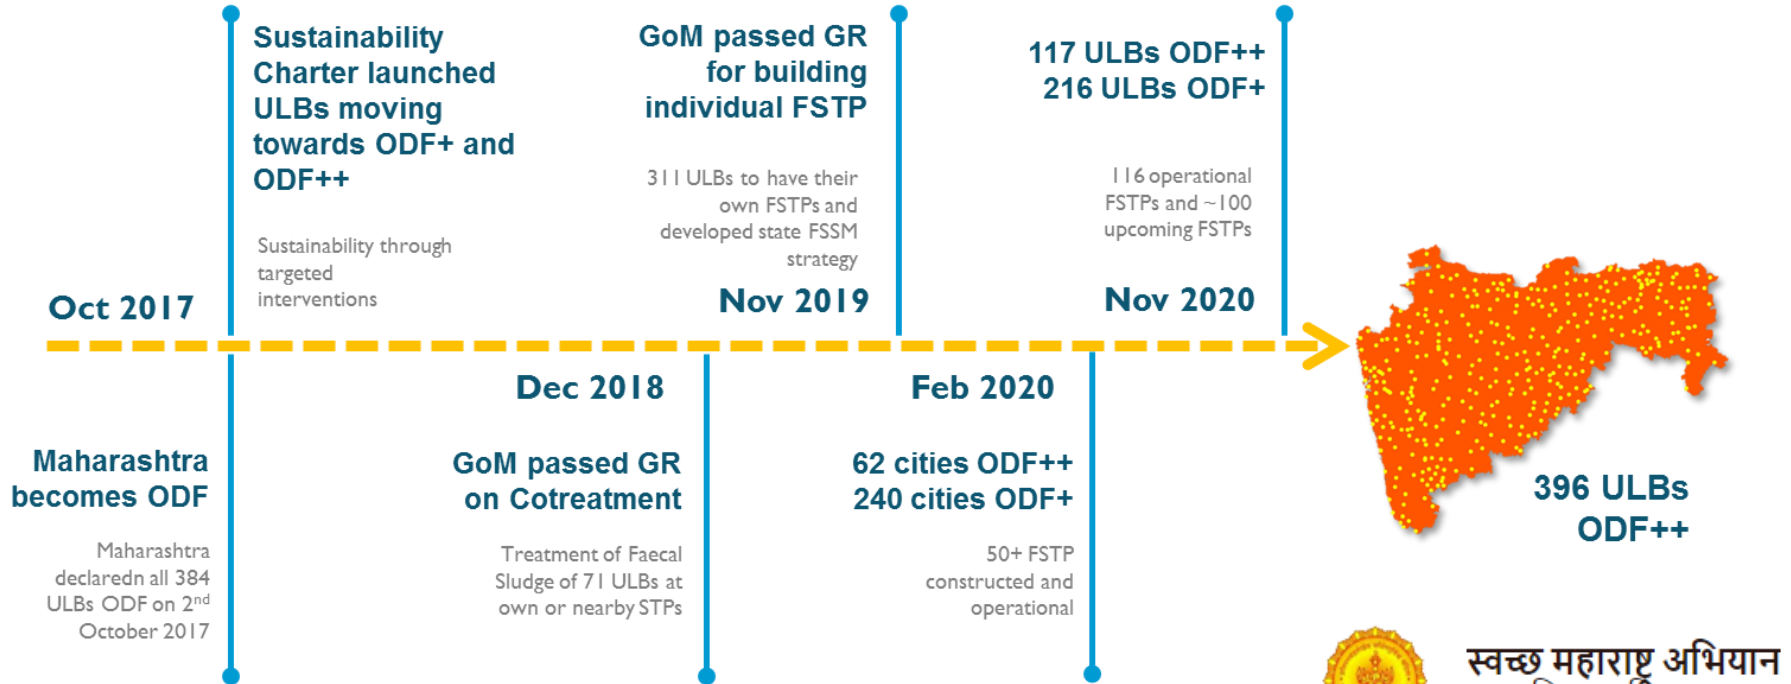 Sustainability
Charter launched
ULBs moving
towards ODF+ and
ODF++
Sustainability through
targeted
interventions
Oct 2017
Maharashtra
becomes ODF
Maharashtra
declaredn all 384
ULBs ODF on 2nd
October 2017
Dec 2018
GoM passed GR
on Cotreatment
Treatment of Faecal
Sludge of 71 ULBs at
own or nearby STPs
GoM passed GR
for building
individual FSTP
311 ULBs to have their
own FSTPs and
developed state FSSM
strategy
Nov 2019
Feb 2020
62 cities ODF++
240 cities ODF+
50+ FSTP
constructed and
operational
117 ULBs ODF++
216 ULBs ODF+
116 operational
FSTPs and ~100
upcoming FSTPs
Nov 2020
396 ULBs
ODF++
स्वच्छ महाराष्ट्र अभियान